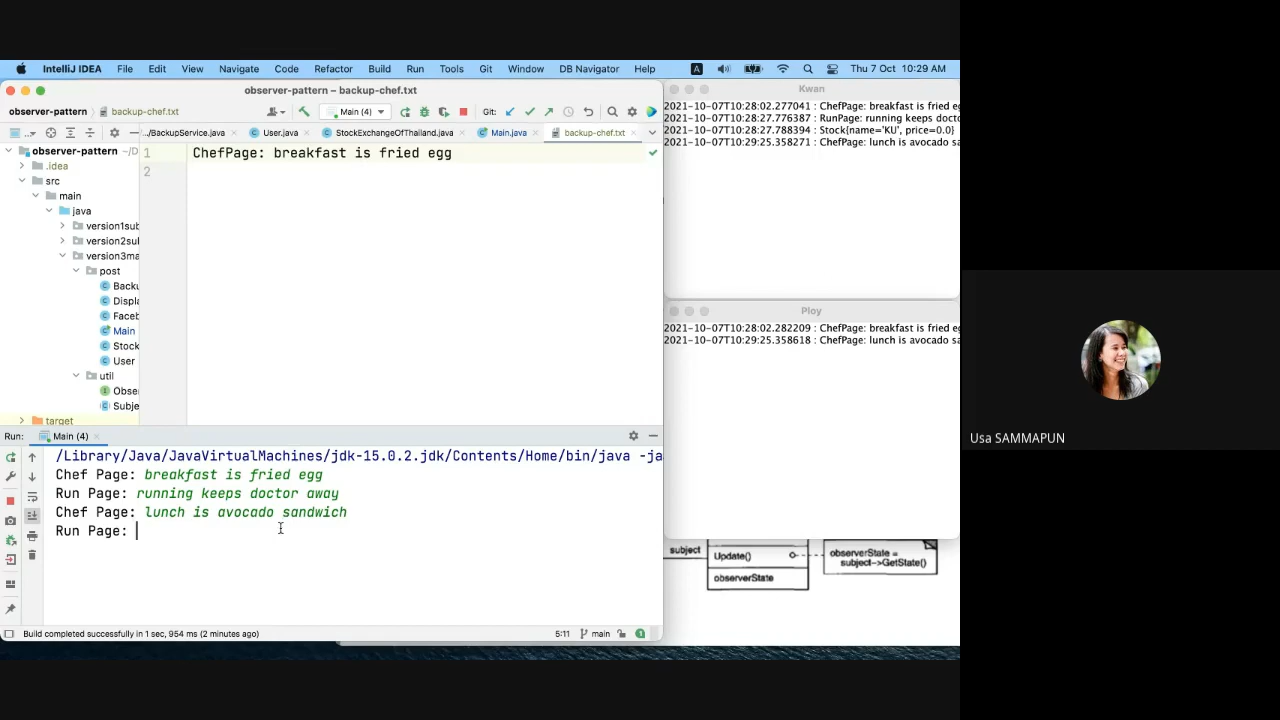 IntelliJ IDEA File Edit View Navigate Code Refactor Build Run Tools Git Window DB Navigator Help A Thu 7 Oct 10:29 AM
observer-pattern – backup-chef.txt
observer-pattern backup-chef.txt Main (4) Git:
.../BackupService.java User.java StockExchangeOfThailand.java Main.java backup-chef.txt
observer-pattern ~/D
.idea
src
main
java
version1sub
version2sul
version3ma
post
Backu
Displa
Faceb
Main
Stock
User
util
Obser
Subje
target
1 ChefPage: breakfast is fried egg
2
Kwan
2021-10-07T10:28:02.277041 : ChefPage: breakfast is fried eg
2021-10-07T10:28:27.776387 : RunPage: running keeps doctor
2021-10-07T10:28:27.788394 : Stock{name='KU', price=0.0}
2021-10-07T10:29:25.358271 : ChefPage: lunch is avocado sa
Ploy
2021-10-07T10:28:02.282209 : ChefPage: breakfast is fried eg
2021-10-07T10:29:25.358618 : ChefPage: lunch is avocado sa
subject
Update()
observerState
observerState =
subject->GetState()
Run: Main (4)
/Library/Java/JavaVirtualMachines/jdk-15.0.2.jdk/Contents/Home/bin/java -ja
Chef Page: breakfast is fried egg
Run Page: running keeps doctor away
Chef Page: lunch is avocado sandwich
Run Page:
Build completed successfully in 1 sec, 954 ms (2 minutes ago) 5:11 main 1
Usa SAMMAPUN